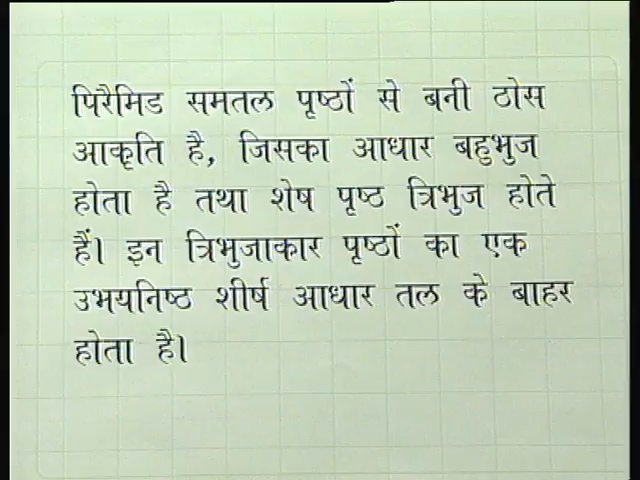 पिरैमिड समतल पृष्ठों से बनी ठोस
आकृति है, जिसका आधार बहुभुज
होता है तथा शेष पृष्ठ त्रिभुज होते
हैं। इन त्रिभुजाकार पृष्ठों का एक
उभयनिष्ठ शीर्ष आधार तल के बाहर
होता है।